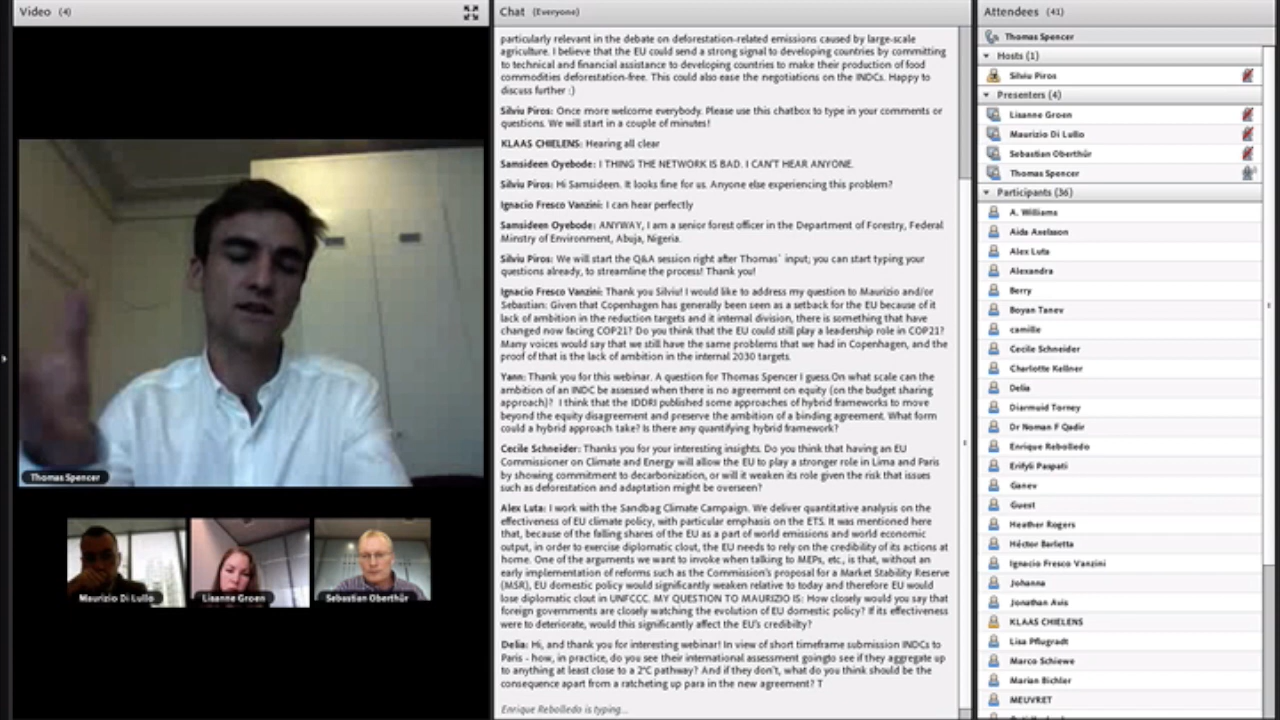 Video (4)
Thomas Spencer
Maurizio Di Lullo
Lisanne Groen
Sebastian Oberthür
Chat (Everyone)
particularly relevant in the debate on deforestation-related emissions caused by large-scale
agriculture. I believe that the EU could send a strong signal to developing countries by committing
to technical and financial assistance to developing countries to make their production of food
commodities deforestation-free. This could also ease the negotiations on the INDCs. Happy to
discuss further :)
Silviu Piros: Once more welcome everybody. Please use this chatbox to type in your comments or
questions. We will start in a couple of minutes!
KLAAS CHIELENS: Hearing all clear
Samsideen Oyebode: I THING THE NETWORK IS BAD. I CAN'T HEAR ANYONE.
Silviu Piros: Hi Samsideen. It looks fine for us. Anyone else experiencing this problem?
Ignacio Fresco Vanzini: I can hear perfectly
Samsideen Oyebode: ANYWAY, I am a senior forest officer in the Department of Forestry, Federal
Minstry of Environment, Abuja, Nigeria.
Silviu Piros: We will start the Q&A session right after Thomas` input; you can start typing your
questions already, to streamline the process! Thank you!
Ignacio Fresco Vanzini: Thank you Silviu! I would like to address my question to Maurizio and/or
Sebastian: Given that Copenhagen has generally been seen as a setback for the EU because of it
lack of ambition in the reduction targets and it internal division, there is something that have
changed now facing COP21? Do you think that the EU could still play a leadership role in COP21?
Many voices would say that we still have the same problems that we had in Copenhagen, and the
proof of that is the lack of ambition in the internal 2030 targets.
Yann: Thank you for this webinar. A question for Thomas Spencer I guess.On what scale can the
ambition of an INDC be assessed when there is no agreement on equity (on the budget sharing
approach)? I think that the IDDRI published some approaches of hybrid frameworks to move
beyond the equity disagreement and preserve the ambition of a binding agreement. What form
could a hybrid approach take? Is there any quantifying hybrid framework?
Cecile Schneider: Thanks you for your interesting insights. Do you think that having an EU
Commissioner on Climate and Energy will allow the EU to play a stronger role in Lima and Paris
by showing commitment to decarbonization, or will it weaken its role given the risk that issues
such as deforestation and adaptation might be overseen?
Alex Luta: I work with the Sandbag Climate Campaign. We deliver quantitative analysis on the
effectiveness of EU climate policy, with particular emphasis on the ETS. It was mentioned here
that, because of the falling shares of the EU as a part of world emissions and world economic
output, in order to exercise diplomatic clout, the EU needs to rely on the credibility of its actions at
home. One of the arguments we want to invoke when talking to MEPs, etc., is that, without an
early implementation of reforms such as the Commission's proposal for a Market Stability Reserve
(MSR), EU domestic policy would significantly weaken relative to today and therefore EU would
lose diplomatic clout in UNFCCC. MY QUESTION TO MAURIZIO IS: How closely would you say that
foreign governments are closely watching the evolution of EU domestic policy? If its effectiveness
were to deteriorate, would this significantly affect the EU's credibilty?
Delia: Hi, and thank you for interesting webinar! In view of short timeframe submission INDCs to
Paris - how, in practice, do you see their international assessment goingto see if they aggregate up
to anything at least close to a 2°C pathway? And if they don't, what do you think should be the
consequence apart from a ratcheting up para in the new agreement? T
Enrique Rebolledo is typing...
Attendees (41)
Thomas Spencer
Hosts (1)
Silviu Piros
Presenters (4)
Lisanne Groen
Maurizio Di Lullo
Sebastian Oberthür
Thomas Spencer
Participants (36)
A. Williams
Aida Axelsson
Alex Luta
Alexandra
Berry
Boyan Tanev
camille
Cecile Schneider
Charlotte Kellner
Delia
Diarmuid Torney
Dr Noman F Qadir
Enrique Rebolledo
Erifyli Paspati
Ganev
Guest
Heather Rogers
Héctor Barletta
Ignacio Fresco Vanzini
Johanna
Jonathan Avis
KLAAS CHIELENS
Lisa Pflugradt
Marco Schiewe
Marian Bichler
MEUVRET